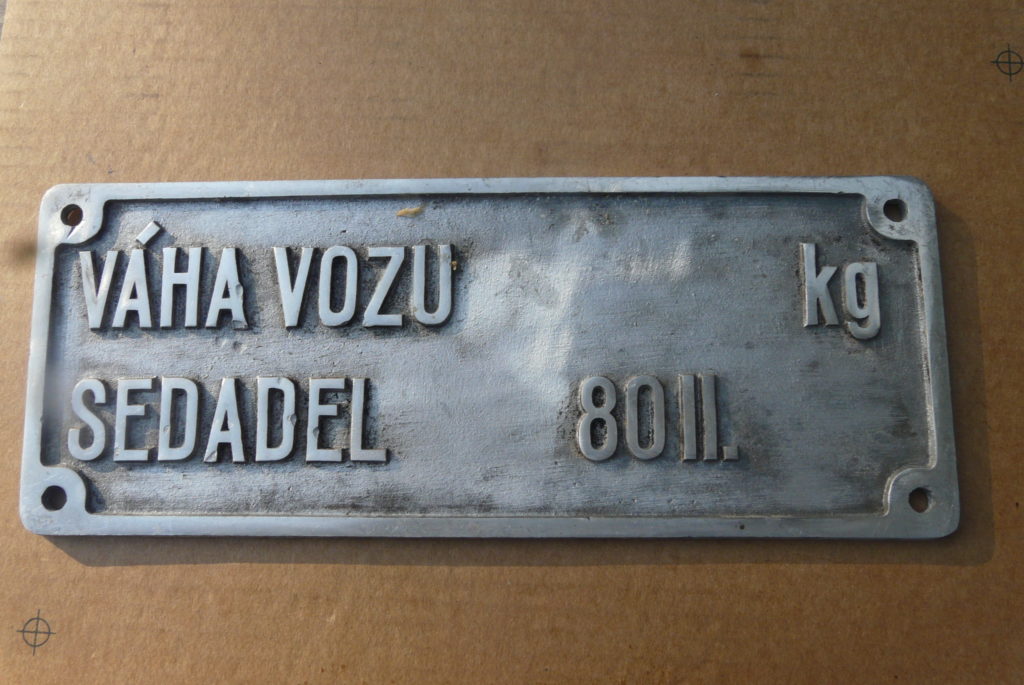 VÁHA VOZU kg
SEDADEL 80 II.